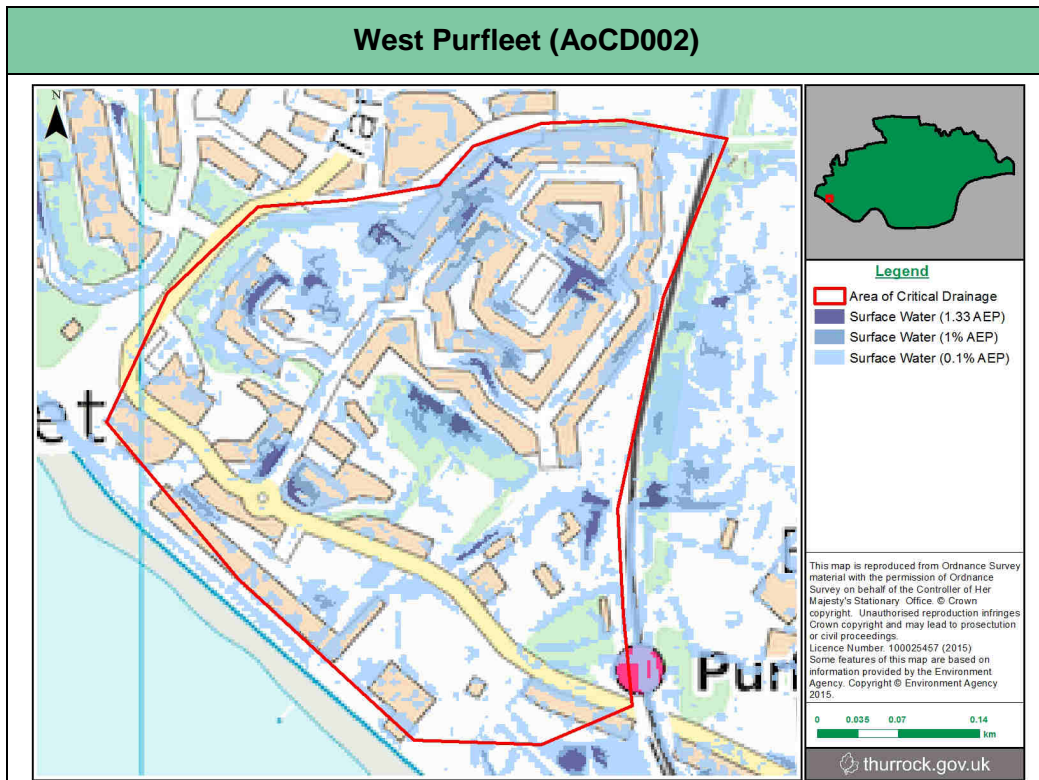 West Purfleet (AoCD002)
N
et
Purf
Legend
Area of Critical Drainage
Surface Water (1.33 AEP)
Surface Water (1% AEP)
Surface Water (0.1% AEP)
This map is reproduced from Ordnance Survey
material with the permission of Ordnance
Survey on behalf of the Controller of Her
Majesty's Stationary Office. © Crown
copyright. Unauthorised reproduction infringes
Crown copyright and may lead to prosectution
or civil proceedings.
Licence Number. 100025457 (2015)
Some features of this map are based on
information provided by the Environment
Agency. Copyright © Environment Agency
2015.
0 0.035 0.07 0.14
km
thurrock.gov.uk